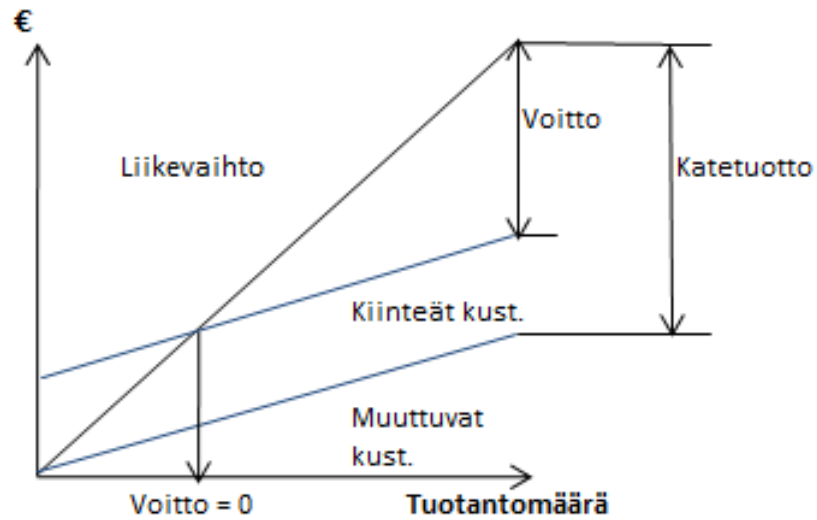 €
Voitto
Liikevaihto
Katetuotto
Kiinteät kust.
Muuttuvat
kust.
Voitto = 0
Tuotantomäärä